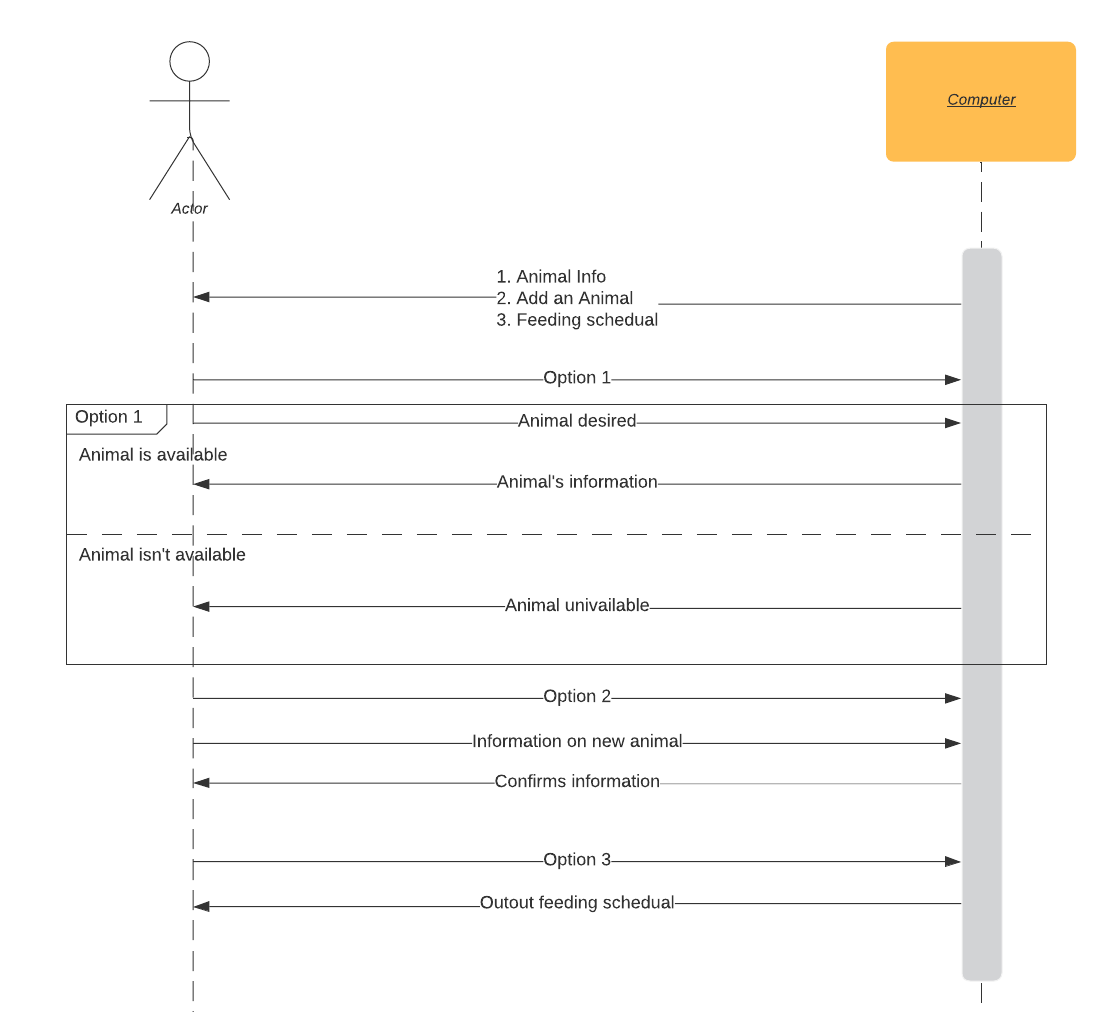 Computer
Actor
1. Animal Info
2. Add an Animal
3. Feeding schedual
Option 1
Option 1
Animal desired
Animal is available
Animal's information
Animal isn't available
Animal univailable
Option 2
Information on new animal
Confirms information
Option 3
Outout feeding schedual